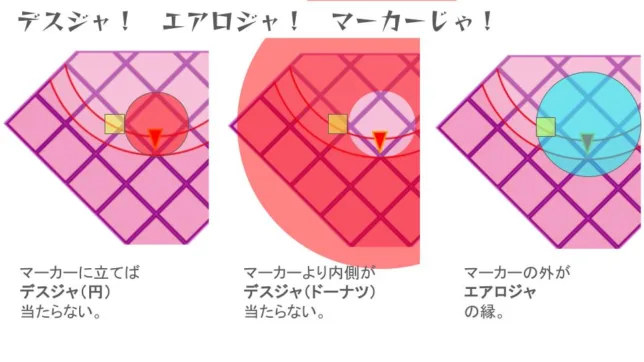 デスジャ！　エアロジャ！　マーカーじゃ！
マーカーに立てば
デスジャ（円）
当たらない。
マーカーより内側が
デスジャ（ドーナツ）
当たらない。
マーカーの外が
エアロジャ
の縁。